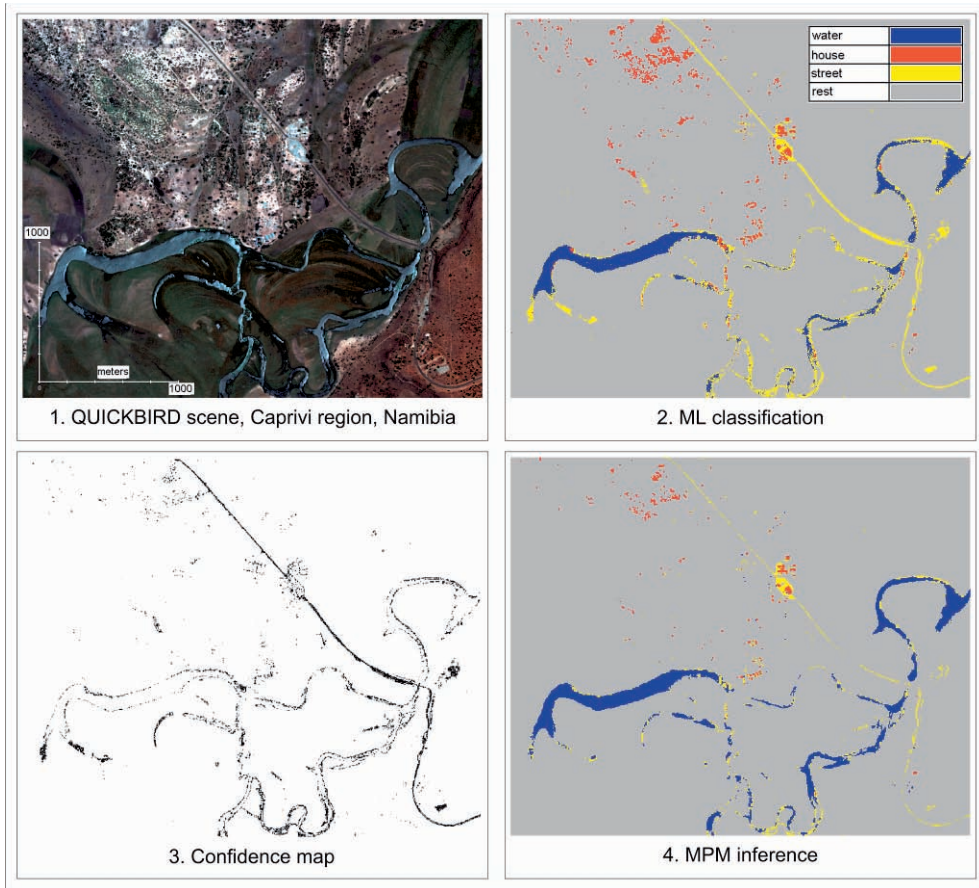 1000
meters
0
1000
1. QUICKBIRD scene, Caprivi region, Namibia
water
house
street
rest
2. ML classification
3. Confidence map
4. MPM inference